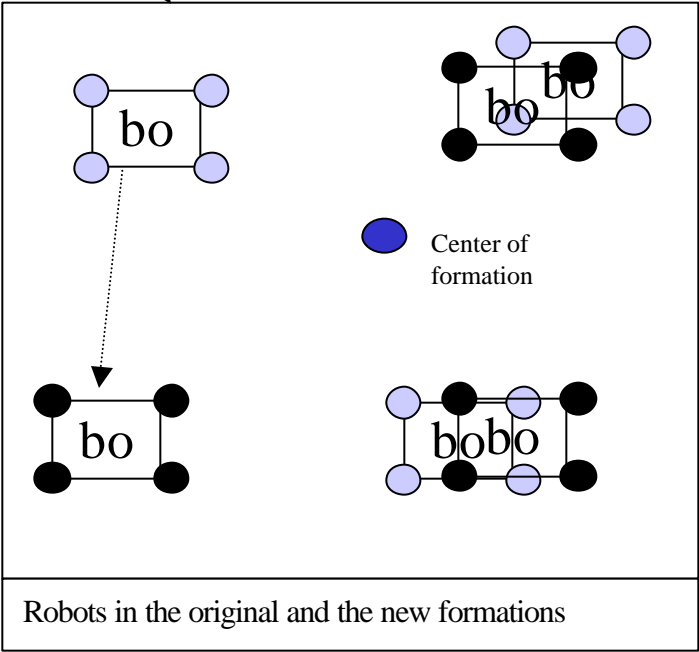 bo
bo
bo
Center of
formation
bo
bobo
Robots in the original and the new formations